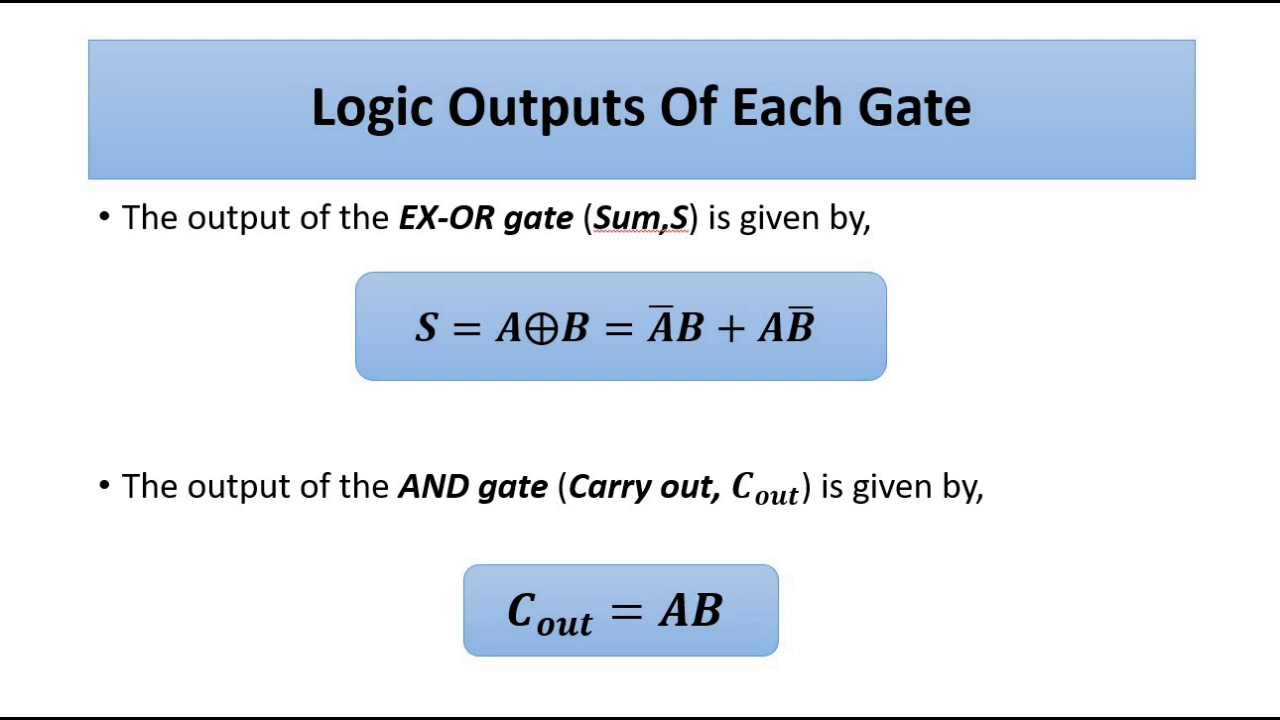 Logic Outputs Of Each Gate
• The output of the EX-OR gate (Sum,S) is given by,
S = A⊕B = A̅B + AB̅
• The output of the AND gate (Carry out, C_out) is given by,
C_out = AB